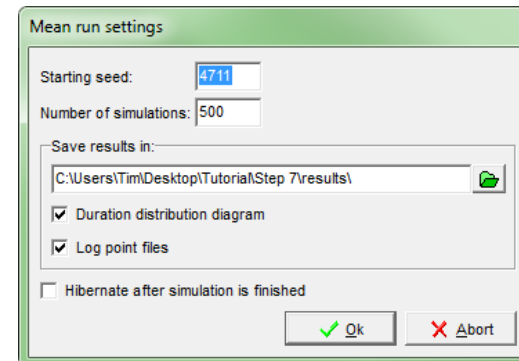 Mean run settings
Starting seed: 4711
Number of simulations: 500
Save results in:
C:\Users\Tim\Desktop\Tutorial\Step 7\results\
Duration distribution diagram
Log point files
Hibernate after simulation is finished
Ok Abort